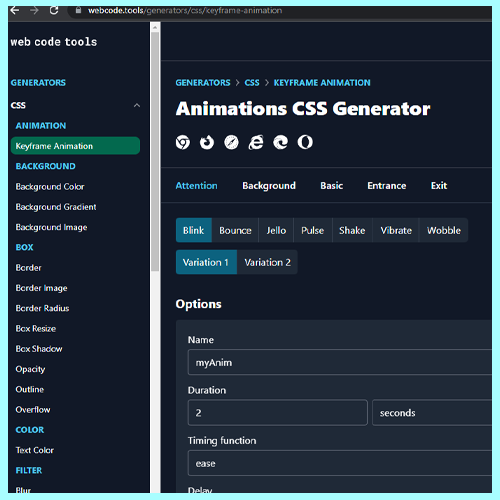 webcode.tools/generators/css/keyframe-animation
web code tools
GENERATORS
CSS
ANIMATION
Keyframe Animation
BACKGROUND
Background Color
Background Gradient
Background Image
BOX
Border
Border Image
Border Radius
Box Resize
Box Shadow
Opacity
Outline
Overflow
COLOR
Text Color
FILTER
Blur
GENERATORS > CSS > KEYFRAME ANIMATION
Animations CSS Generator
Attention Background Basic Entrance Exit
Blink Bounce Jello Pulse Shake Vibrate Wobble
Variation 1 Variation 2
Options
Name
myAnim
Duration
2 seconds
Timing function
ease
Delay